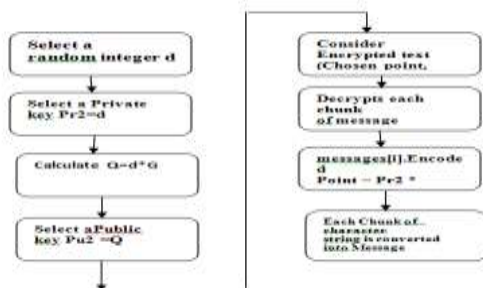 Select a
random integer d
Select a Private
key Pr2=d
Calculate Q=d*G
Select aPublic
key Pu2 =Q
Consider
Encrypted text
(Chosen point,
Decrypts each
chunk
of message
messages[i].Encode
d
Point – Pr2 *
Each Chunk of
character
string is converted
into Message